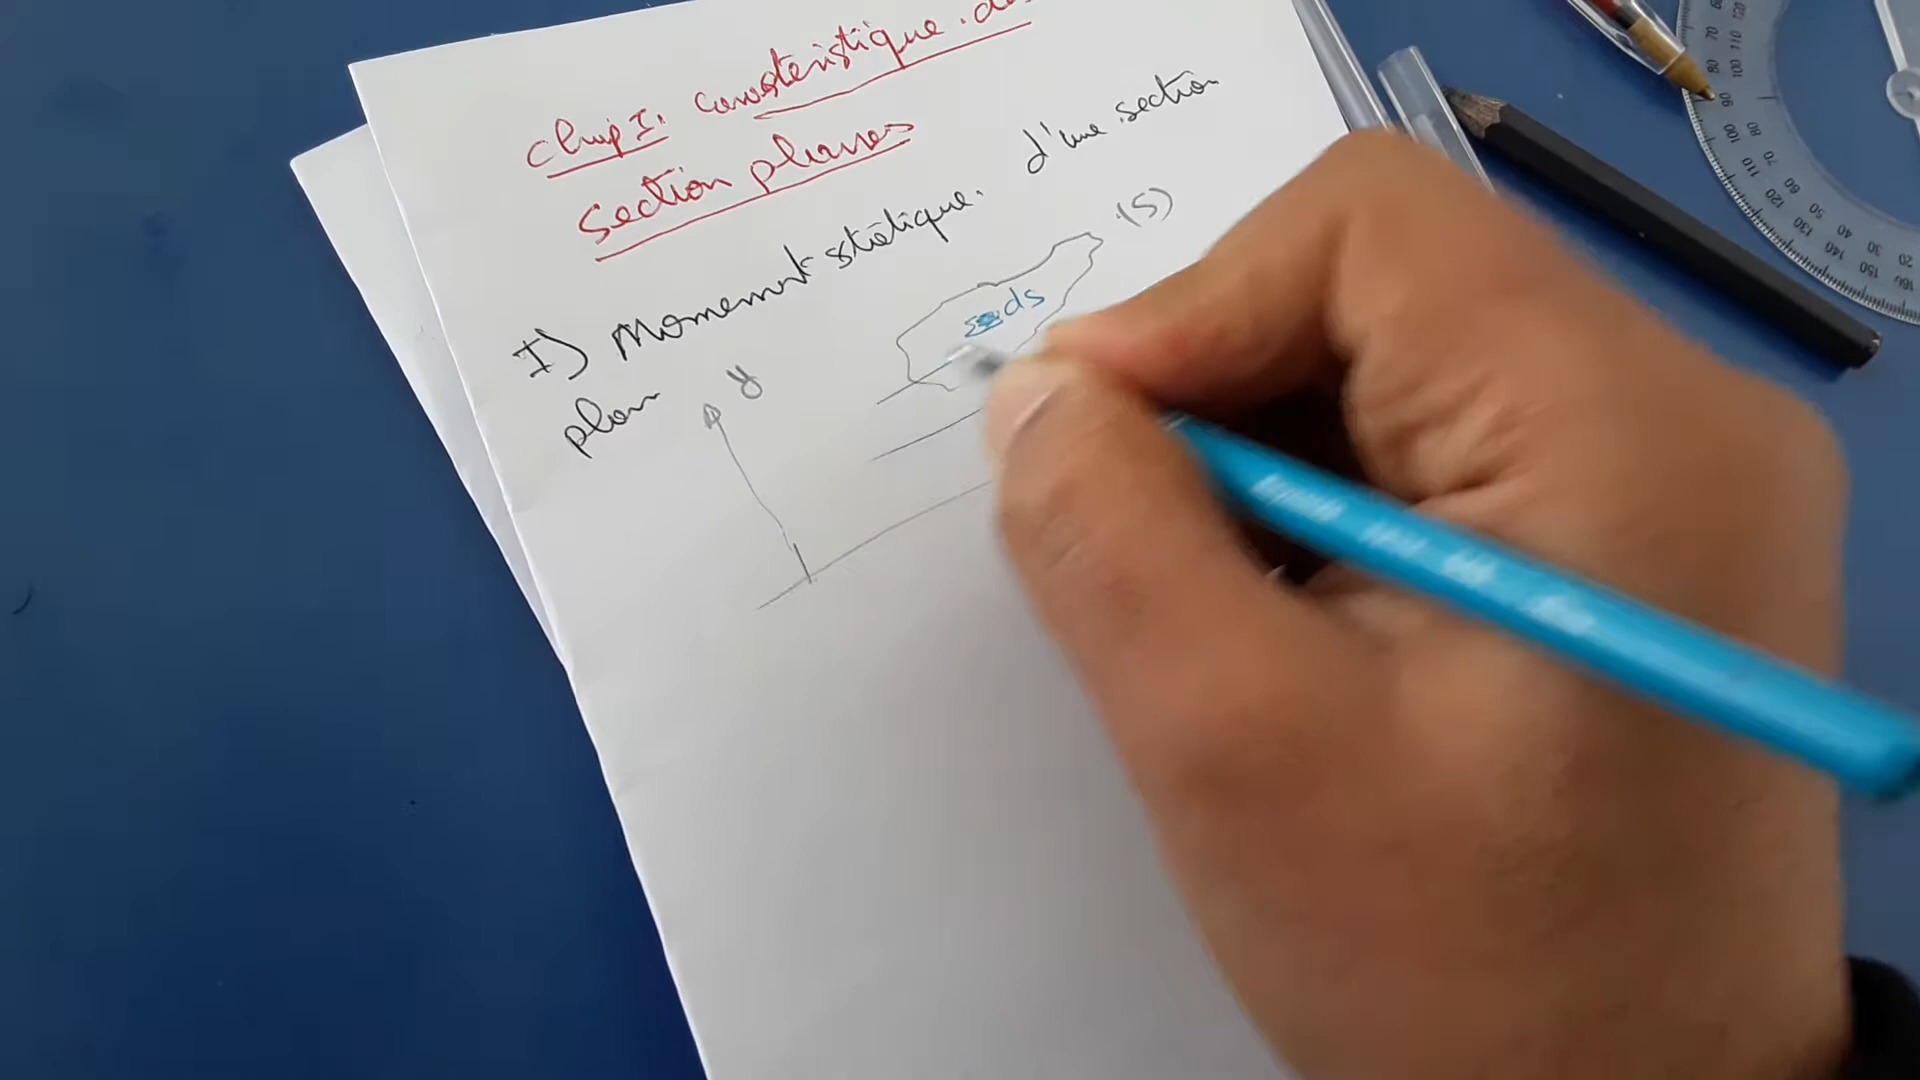 Chap I. Caractéristique. des
section planes
I) Moment statique. d'une section
plan
(S)
ds
y